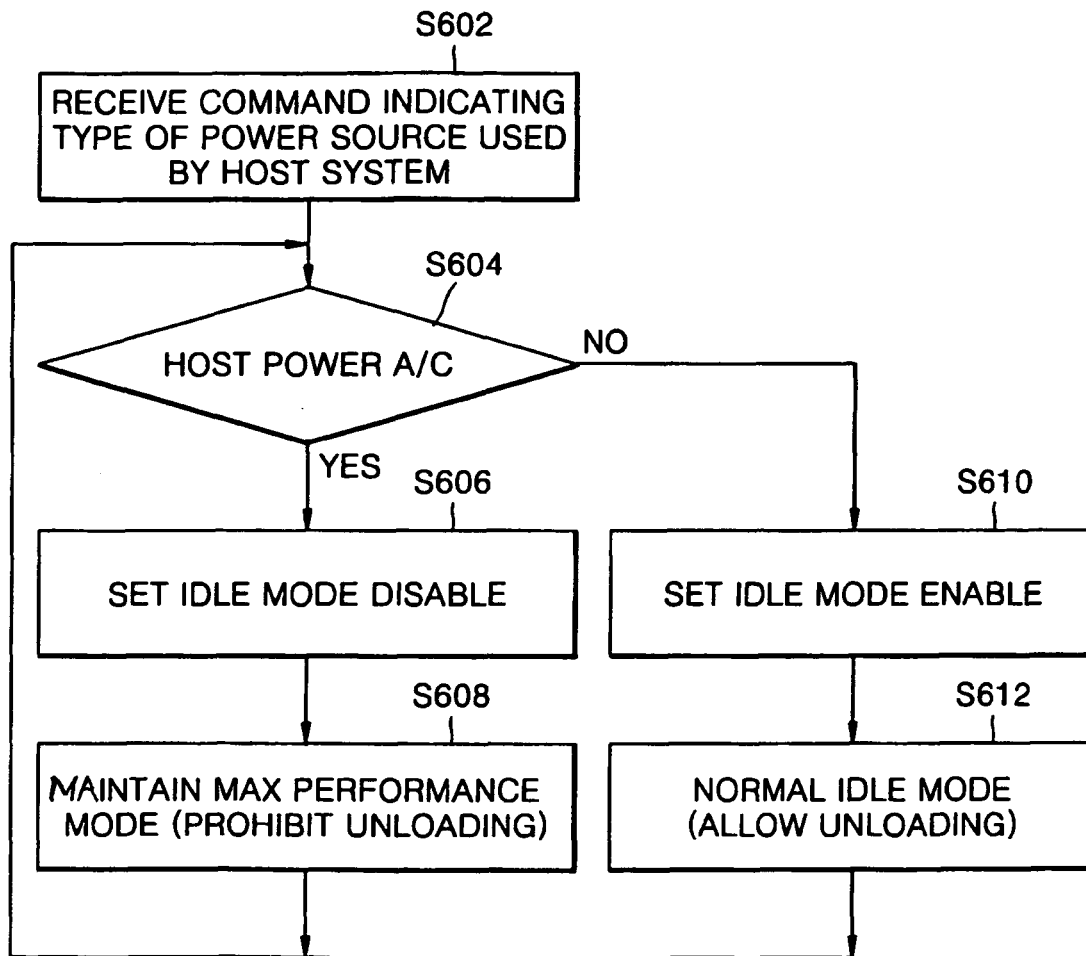 S602
RECEIVE COMMAND INDICATING
TYPE OF POWER SOURCE USED
BY HOST SYSTEM
S604
HOST POWER A/C
NO
YES
S606
SET IDLE MODE DISABLE
S610
SET IDLE MODE ENABLE
S608
MAINTAIN MAX PERFORMANCE
MODE (PROHIBIT UNLOADING)
S612
NORMAL IDLE MODE
(ALLOW UNLOADING)